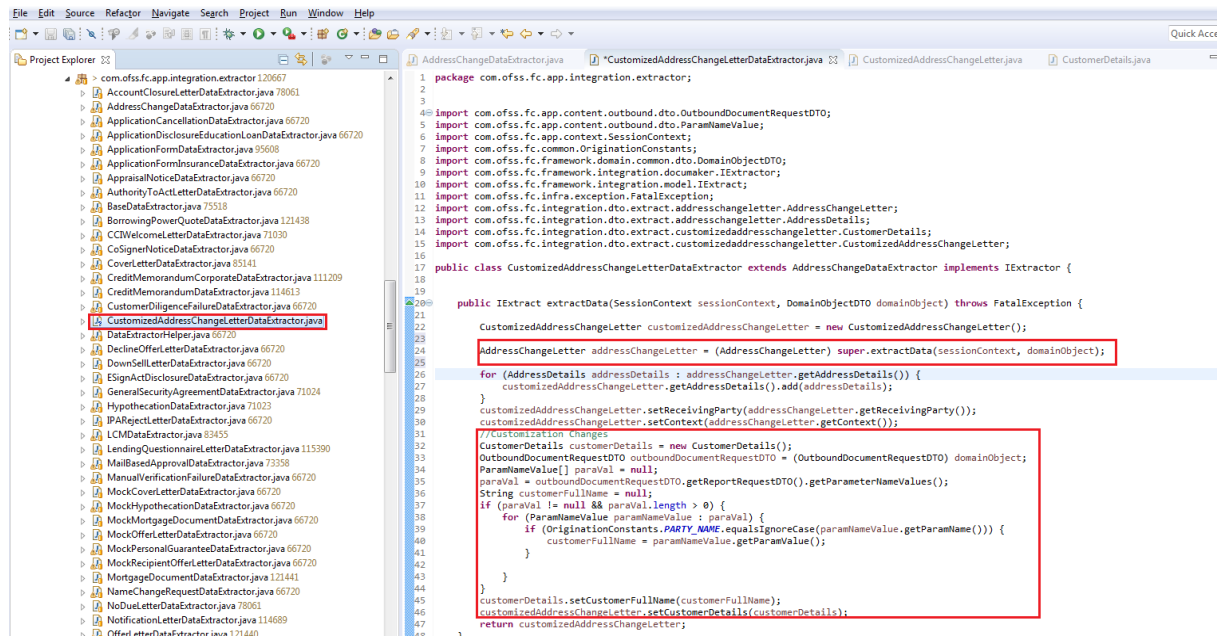 File Edit Source Refactor Navigate Search Project Run Window Help
Quick Acce
Project Explorer
> com.ofss.fc.app.integration.extractor 120667
AccountClosureLetterDataExtractor.java 78061
AddressChangeDataExtractor.java 66720
ApplicationCancellationDataExtractor.java 66720
ApplicationDisclosureEducationLoanDataExtractor.java 66720
ApplicationFormDataExtractor.java 95608
ApplicationFormInsuranceDataExtractor.java 66720
AppraisalNoticeDataExtractor.java 66720
AuthorityToActLetterDataExtractor.java 66720
BaseDataExtractor.java 75518
BorrowingPowerQuoteDataExtractor.java 121438
CCIWelcomeLetterDataExtractor.java 71030
CoSignerNoticeDataExtractor.java 66720
CoverLetterDataExtractor.java 85141
CreditMemorandumCorporateDataExtractor.java 111209
CreditMemorandumDataExtractor.java 114613
CustomerDiligenceFailureDataExtractor.java 66720
CustomizedAddressChangeLetterDataExtractor.java
DataExtractorHelper.java 66720
DeclineOfferLetterDataExtractor.java 66720
DownSellLetterDataExtractor.java 66720
ESignActDisclosureDataExtractor.java 66720
GeneralSecurityAgreementDataExtractor.java 71024
HypothecationDataExtractor.java 71023
IPARejectLetterDataExtractor.java 66720
LCMDataExtractor.java 83455
LendingQuestionnaireLetterDataExtractor.java 115390
MailBasedApprovalDataExtractor.java 73358
ManualVerificationFailureDataExtractor.java 66720
MockCoverLetterDataExtractor.java 66720
MockHypothecationDataExtractor.java 66720
MockMortgageDocumentDataExtractor.java 66720
MockOfferLetterDataExtractor.java 66720
MockPersonalGuaranteeDataExtractor.java 66720
MockRecipientOfferLetterDataExtractor.java 66720
MortgageDocumentDataExtractor.java 121441
NameChangeRequestDataExtractor.java 66720
NoDueLetterDataExtractor.java 78061
NotificationLetterDataExtractor.java 114689
OfferLetterDataExtractor.java 121440
AddressChangeDataExtractor.java *CustomizedAddressChangeLetterDataExtractor.java CustomizedAddressChangeLetter.java CustomerDetails.java
1 package com.ofss.fc.app.integration.extractor;
2
3
4 import com.ofss.fc.app.content.outbound.dto.OutboundDocumentRequestDTO;
5 import com.ofss.fc.app.content.outbound.dto.ParamNameValue;
6 import com.ofss.fc.app.context.SessionContext;
7 import com.ofss.fc.common.OriginationConstants;
8 import com.ofss.fc.framework.domain.common.dto.DomainObjectDTO;
9 import com.ofss.fc.framework.integration.documaker.IExtractor;
10 import com.ofss.fc.framework.integration.model.IExtract;
11 import com.ofss.fc.infra.exception.FatalException;
12 import com.ofss.fc.integration.dto.extract.addresschangeletter.AddressChangeLetter;
13 import com.ofss.fc.integration.dto.extract.addresschangeletter.AddressDetails;
14 import com.ofss.fc.integration.dto.extract.customizedaddresschangeletter.CustomerDetails;
15 import com.ofss.fc.integration.dto.extract.customizedaddresschangeletter.CustomizedAddressChangeLetter;
16
17 public class CustomizedAddressChangeLetterDataExtractor extends AddressChangeDataExtractor implements IExtractor {
18
19
20 public IExtract extractData(SessionContext sessionContext, DomainObjectDTO domainObject) throws FatalException {
21
22 CustomizedAddressChangeLetter customizedAddressChangeLetter = new CustomizedAddressChangeLetter();
23
24 AddressChangeLetter addressChangeLetter = (AddressChangeLetter) super.extractData(sessionContext, domainObject);
25
26 for (AddressDetails addressDetails : addressChangeLetter.getAddressDetails()) {
27 customizedAddressChangeLetter.getAddressDetails().add(addressDetails);
28 }
29 customizedAddressChangeLetter.setReceivingParty(addressChangeLetter.getReceivingParty());
30 customizedAddressChangeLetter.setContext(addressChangeLetter.getContext());
31 //Customization Changes
32 CustomerDetails customerDetails = new CustomerDetails();
33 OutboundDocumentRequestDTO outboundDocumentRequestDTO = (OutboundDocumentRequestDTO) domainObject;
34 ParamNameValue[] paraVal = null;
35 paraVal = outboundDocumentRequestDTO.getReportRequestDTO().getParameterNameValues();
36 String customerFullName = null;
37 if (paraVal != null && paraVal.length > 0) {
38 for (ParamNameValue paramNameValue : paraVal) {
39 if (OriginationConstants.PARTY_NAME.equalsIgnoreCase(paramNameValue.getParamName())) {
40 customerFullName = paramNameValue.getParamValue();
41 }
42
43 }
44 }
45 customerDetails.setCustomerFullName(customerFullName);
46 customizedAddressChangeLetter.setCustomerDetails(customerDetails);
47 return customizedAddressChangeLetter;
48 }